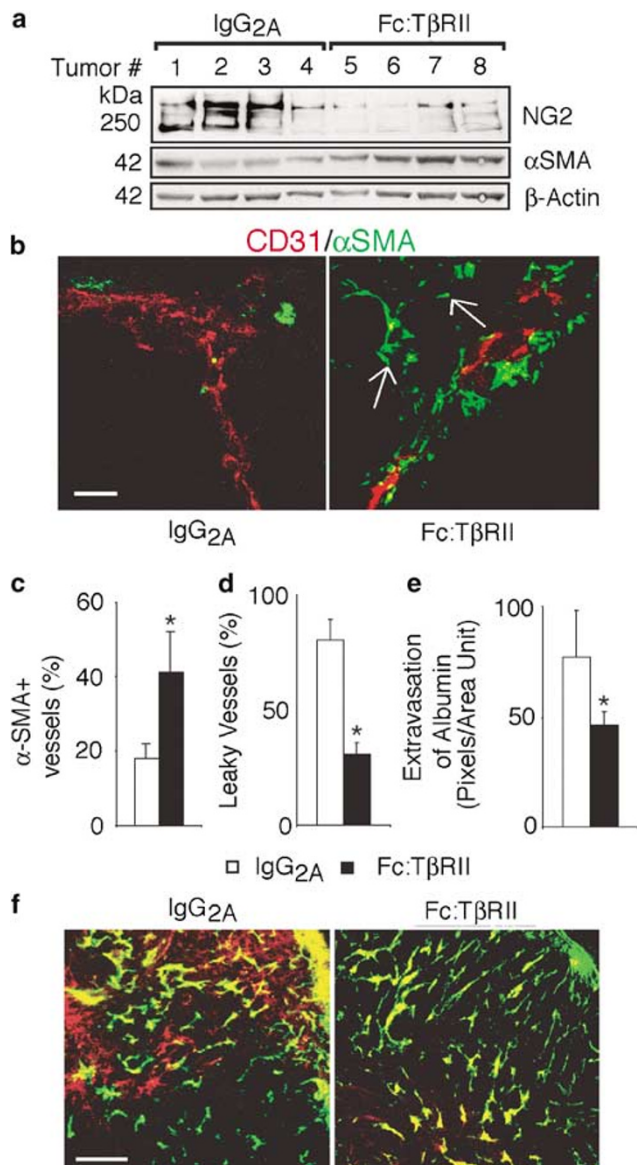 a
IgG2A Fc:TβRII
Tumor # 1 2 3 4 5 6 7 8
kDa
250 NG2
42 αSMA
42 β-Actin
b
CD31/αSMA
IgG2A Fc:TβRII
c d e
α-SMA+ vessels (%)
60
40
20
0
*
Leaky Vessels (%)
100
50
0
*
Extravasation of Albumin (Pixels/Area Unit)
100
50
0
*
IgG2A Fc:TβRII
f
IgG2A Fc:TβRII